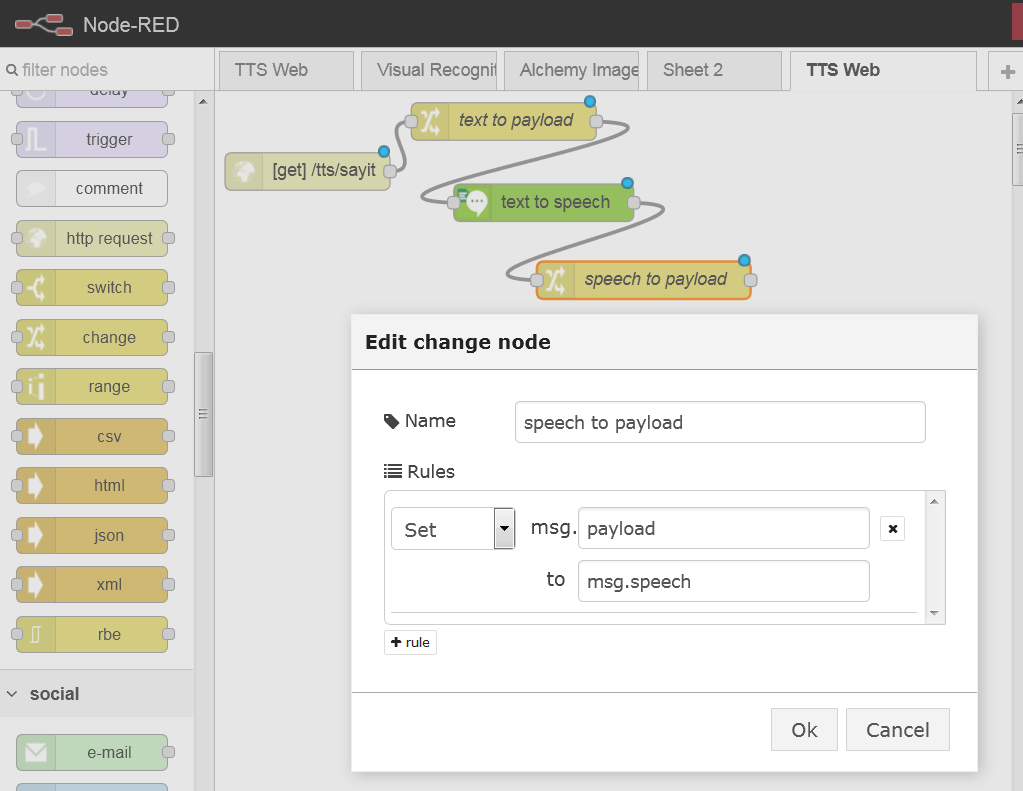 Node-RED
filter nodes
TTS Web
Visual Recognit
Alchemy Image
Sheet 2
TTS Web
delay
trigger
comment
http request
switch
change
range
csv
html
json
xml
rbe
social
e-mail
text to payload
[get] /tts/sayit
text to speech
speech to payload
Edit change node
Name speech to payload
Rules
Set msg. payload
to msg.speech
rule
Ok Cancel